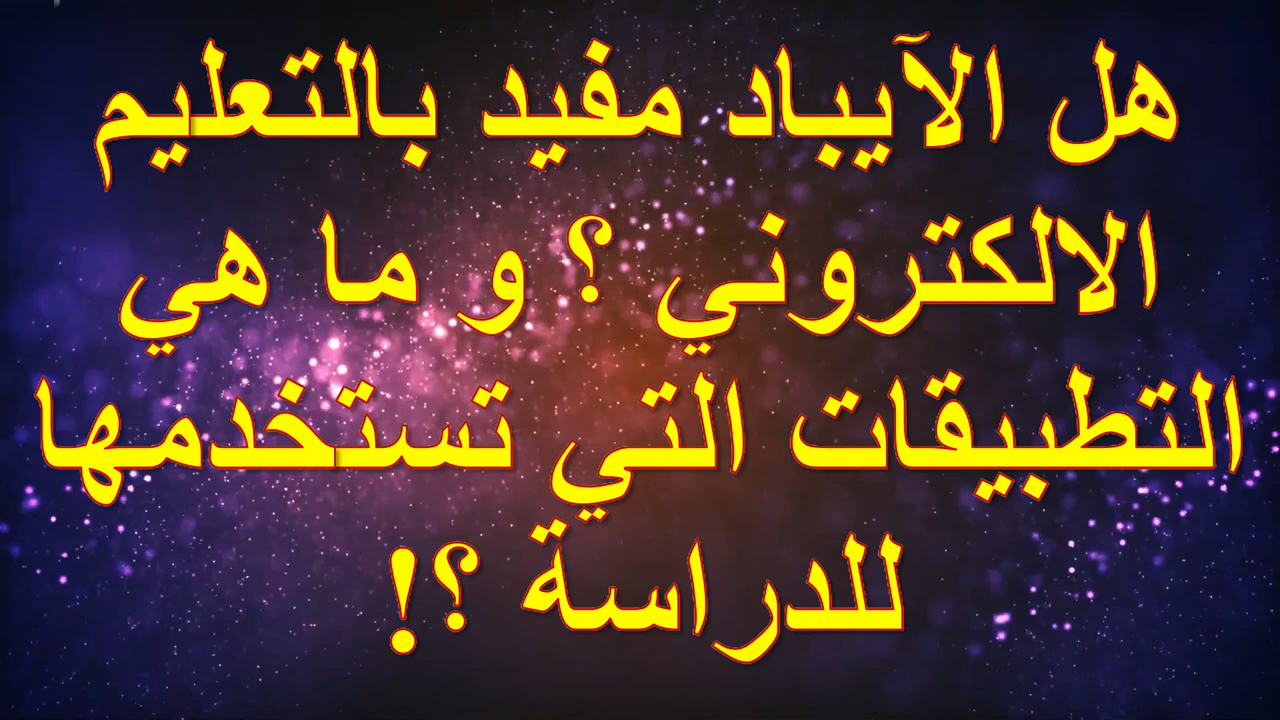 هل الآيباد مفيد بالتعليم
الالكتروني ؟ و ما هي
التطبيقات التي تستخدمها
للدراسة ؟!